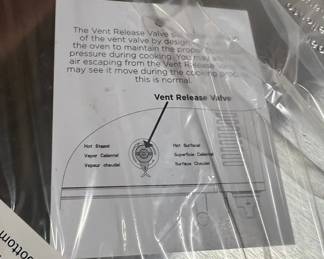 The Vent Release Valve
of the vent valve by design
the oven to maintain the proper
pressure during cooking. You may
air escaping from the Vent Release
may see it move during the cooking
this is normal.
Vent Release Valve
Hot Steam!
Vapor Caliente!
Vapeur chaude!
Hot Surface!
Superficie Caliente!
Surface Chaude!
bottom